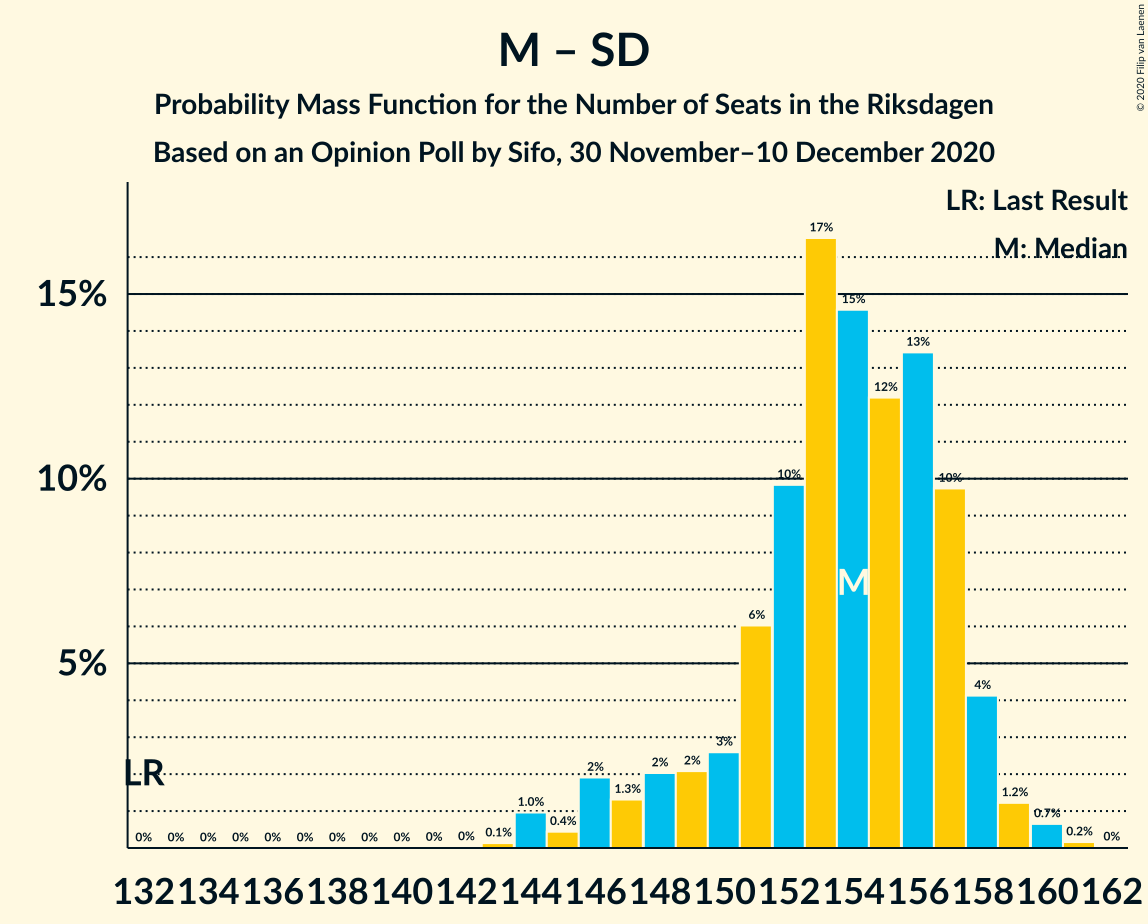 M – SD
Probability Mass Function for the Number of Seats in the Riksdagen
Based on an Opinion Poll by Sifo, 30 November–10 December 2020
© 2020 Filip van Laenen
LR: Last Result
M: Median
15%
10%
5%
LR
M
0% 0% 0% 0% 0% 0% 0% 0% 0% 0% 0% 0.1% 1.0% 0.4% 2% 1.3% 2% 2% 3% 6% 10% 17% 15% 12% 13% 10% 4% 1.2% 0.7% 0.2% 0%
132 134 136 138 140 142 144 146 148 150 152 154 156 158 160 162